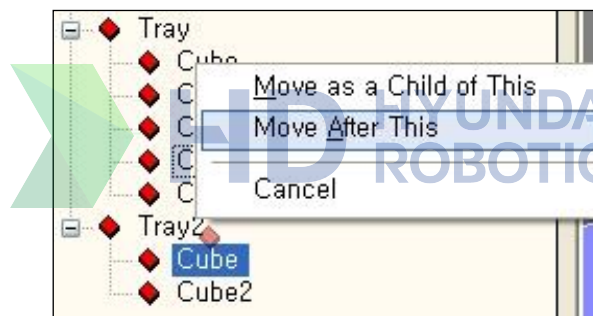 Tray
Cube
Move as a Child of This
Move After This
Cancel
Tray2
Cube
Cube2
HYUNDA
ROBOTIC